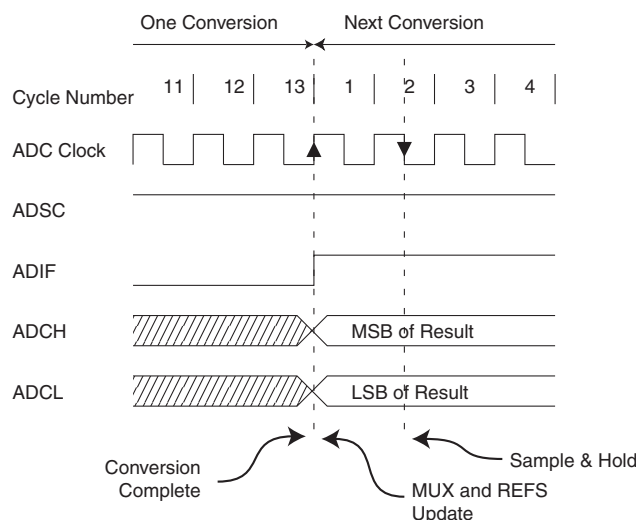 One Conversion Next Conversion
Cycle Number 11 12 13 1 2 3 4
ADC Clock
ADSC
ADIF
ADCH MSB of Result
ADCL LSB of Result
Conversion
Complete
MUX and REFS
Update
Sample & Hold